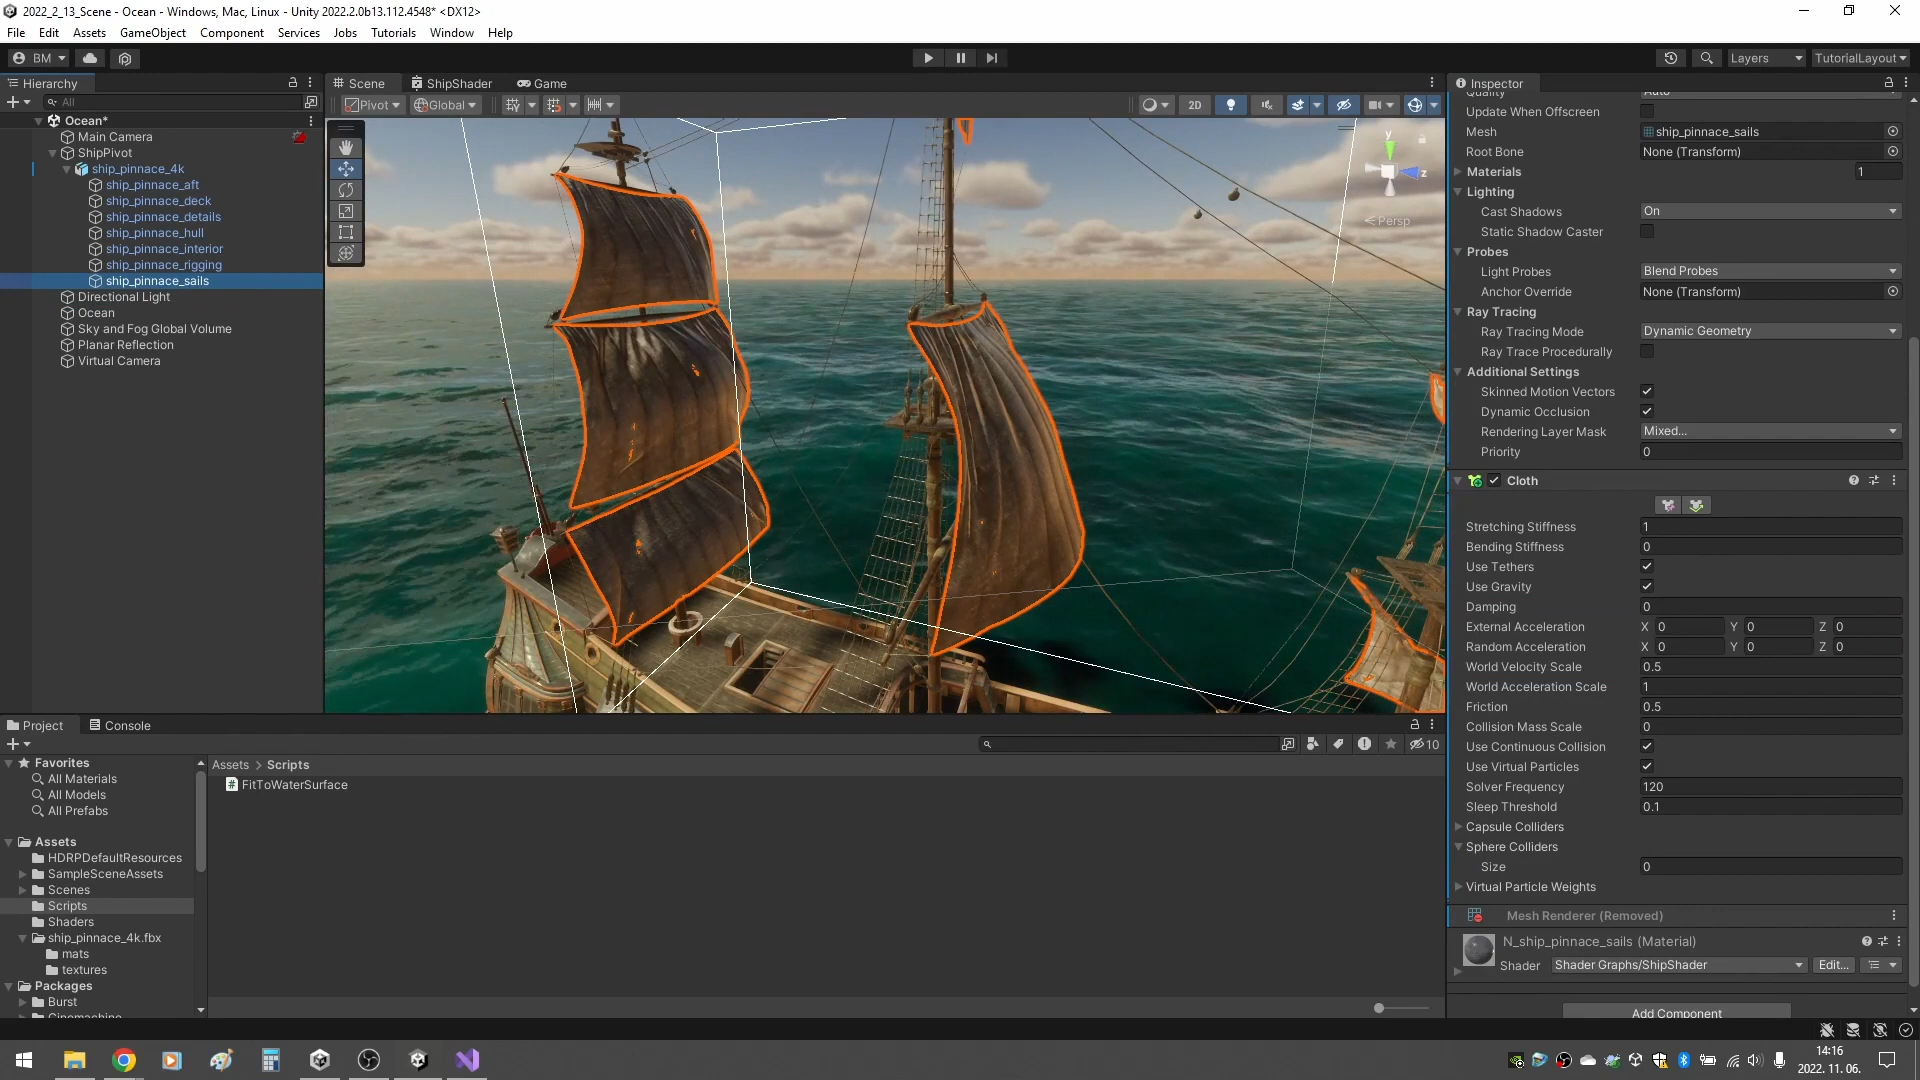 2022_2_13_Scene - Ocean - Windows, Mac, Linux - Unity 2022.2.0b13.112.4548* <DX12>
File Edit Assets GameObject Component Services Jobs Tutorials Window Help
BM
Layers TutorialLayout
Hierarchy
All
Ocean*
Main Camera
ShipPivot
ship_pinnace_4k
ship_pinnace_aft
ship_pinnace_deck
ship_pinnace_details
ship_pinnace_hull
ship_pinnace_interior
ship_pinnace_rigging
ship_pinnace_sails
Directional Light
Ocean
Sky and Fog Global Volume
Planar Reflection
Virtual Camera
Scene ShipShader Game
Pivot Global
2D
y
z
Persp
Inspector
Quality Auto
Update When Offscreen
Mesh ship_pinnace_sails
Root Bone None (Transform)
Materials 1
Lighting
Cast Shadows On
Static Shadow Caster
Probes
Light Probes Blend Probes
Anchor Override None (Transform)
Ray Tracing
Ray Tracing Mode Dynamic Geometry
Ray Trace Procedurally
Additional Settings
Skinned Motion Vectors
Dynamic Occlusion
Rendering Layer Mask Mixed...
Priority 0
Cloth
Stretching Stiffness 1
Bending Stiffness 0
Use Tethers
Use Gravity
Damping 0
External Acceleration X 0 Y 0 Z 0
Random Acceleration X 0 Y 0 Z 0
World Velocity Scale 0.5
World Acceleration Scale 1
Friction 0.5
Collision Mass Scale 0
Use Continuous Collision
Use Virtual Particles
Solver Frequency 120
Sleep Threshold 0.1
Capsule Colliders
Sphere Colliders
Size 0
Virtual Particle Weights
Mesh Renderer (Removed)
N_ship_pinnace_sails (Material)
Shader Shader Graphs/ShipShader Edit...
Add Component
Project Console
10
Favorites
All Materials
All Models
All Prefabs
Assets
HDRPDefaultResources
SampleSceneAssets
Scenes
Scripts
Shaders
ship_pinnace_4k.fbx
mats
textures
Packages
Burst
Cinemachine
Assets > Scripts
FitToWaterSurface
14:16
2022. 11. 06.